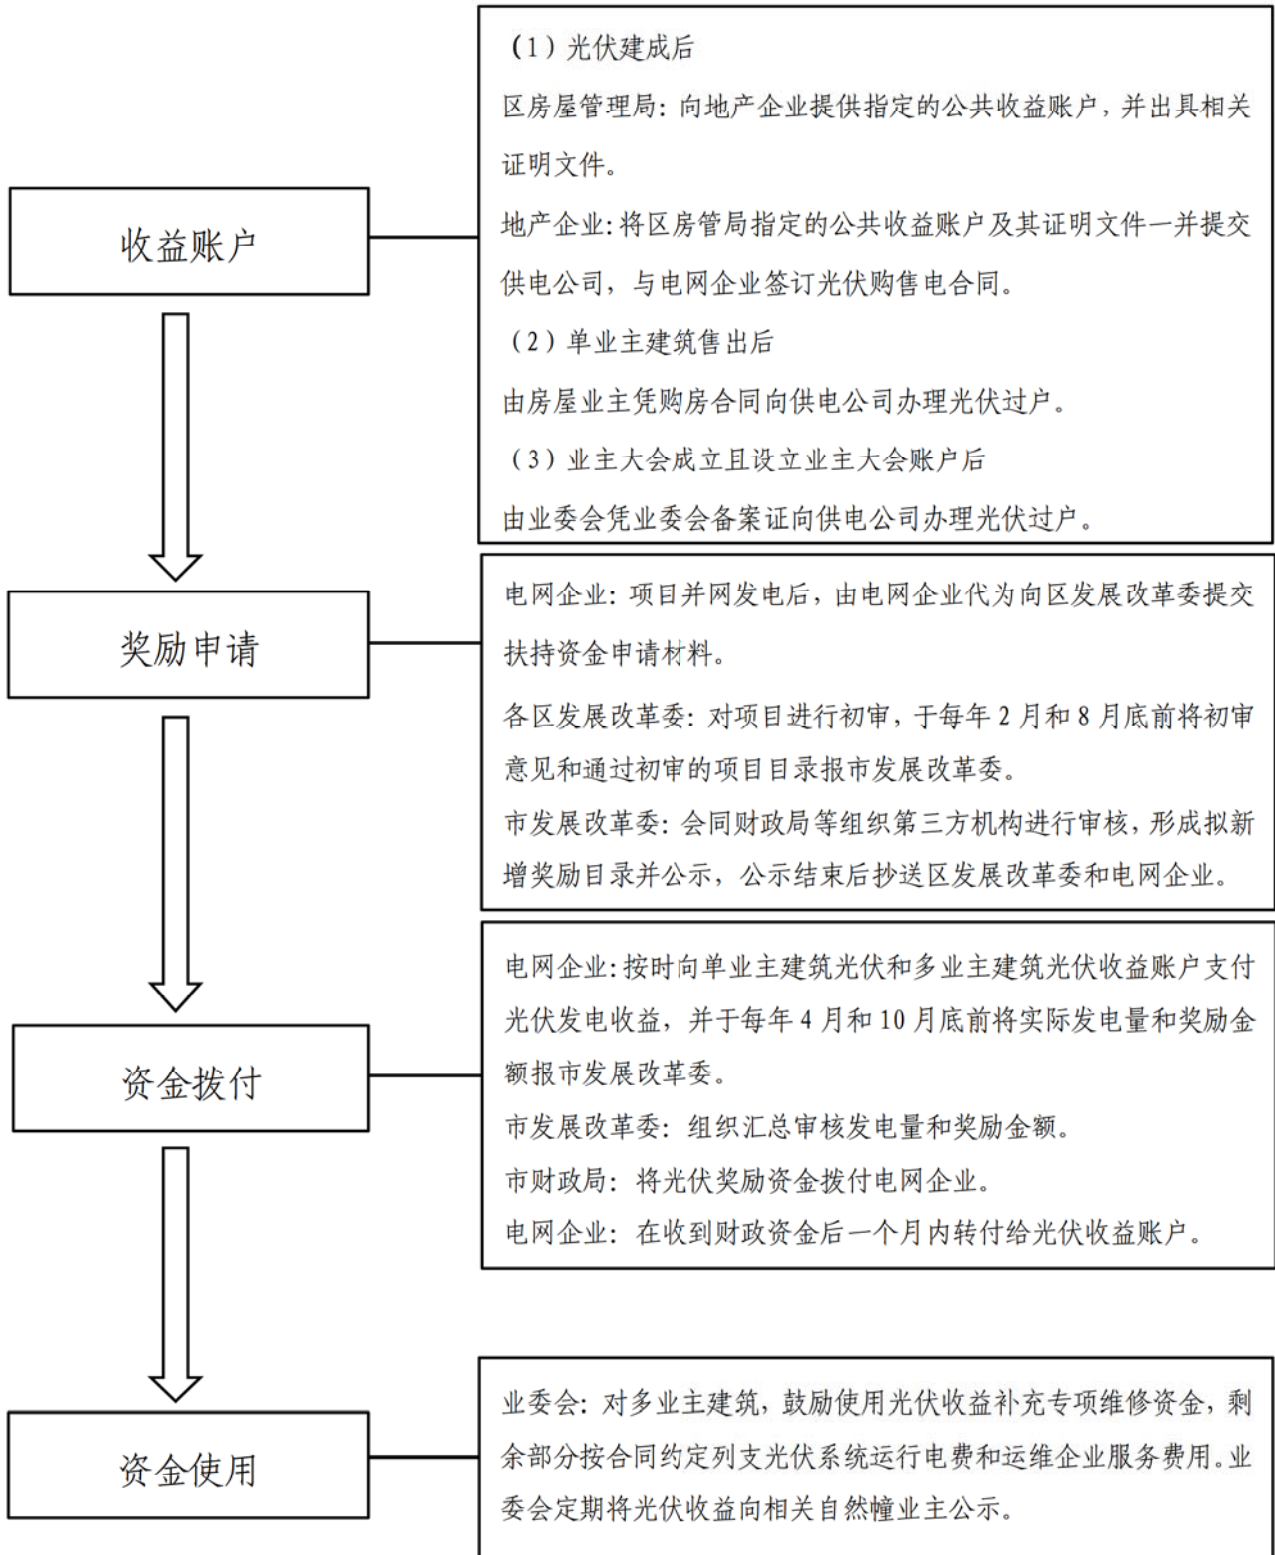 （1）光伏建成后
区房屋管理局：向地产企业提供指定的公共收益账户，并出具相关
证明文件。
地产企业：将区房管局指定的公共收益账户及其证明文件一并提交
供电公司，与电网企业签订光伏购售电合同。
（2）单业主建筑售出后
由房屋业主凭购房合同向供电公司办理光伏过户。
（3）业主大会成立且设立业主大会账户后
由业委会凭业委会备案证向供电公司办理光伏过户。
收益账户
电网企业：项目并网发电后，由电网企业代为向区发展改革委提交
扶持资金申请材料。
各区发展改革委：对项目进行初审，于每年 2 月和 8 月底前将初审
意见和通过初审的项目目录报市发展改革委。
市发展改革委：会同财政局等组织第三方机构进行审核，形成拟新
增奖励目录并公示，公示结束后抄送区发展改革委和电网企业。
奖励申请
电网企业：按时向单业主建筑光伏和多业主建筑光伏收益账户支付
光伏发电收益，并于每年 4 月和 10 月底前将实际发电量和奖励金
额报市发展改革委。
市发展改革委：组织汇总审核发电量和奖励金额。
市财政局：将光伏奖励资金拨付电网企业。
电网企业：在收到财政资金后一个月内转付给光伏收益账户。
资金拨付
业委会：对多业主建筑，鼓励使用光伏收益补充专项维修资金，剩
余部分按合同约定列支光伏系统运行电费和运维企业服务费用。业
委会定期将光伏收益向相关自然幢业主公示。
资金使用